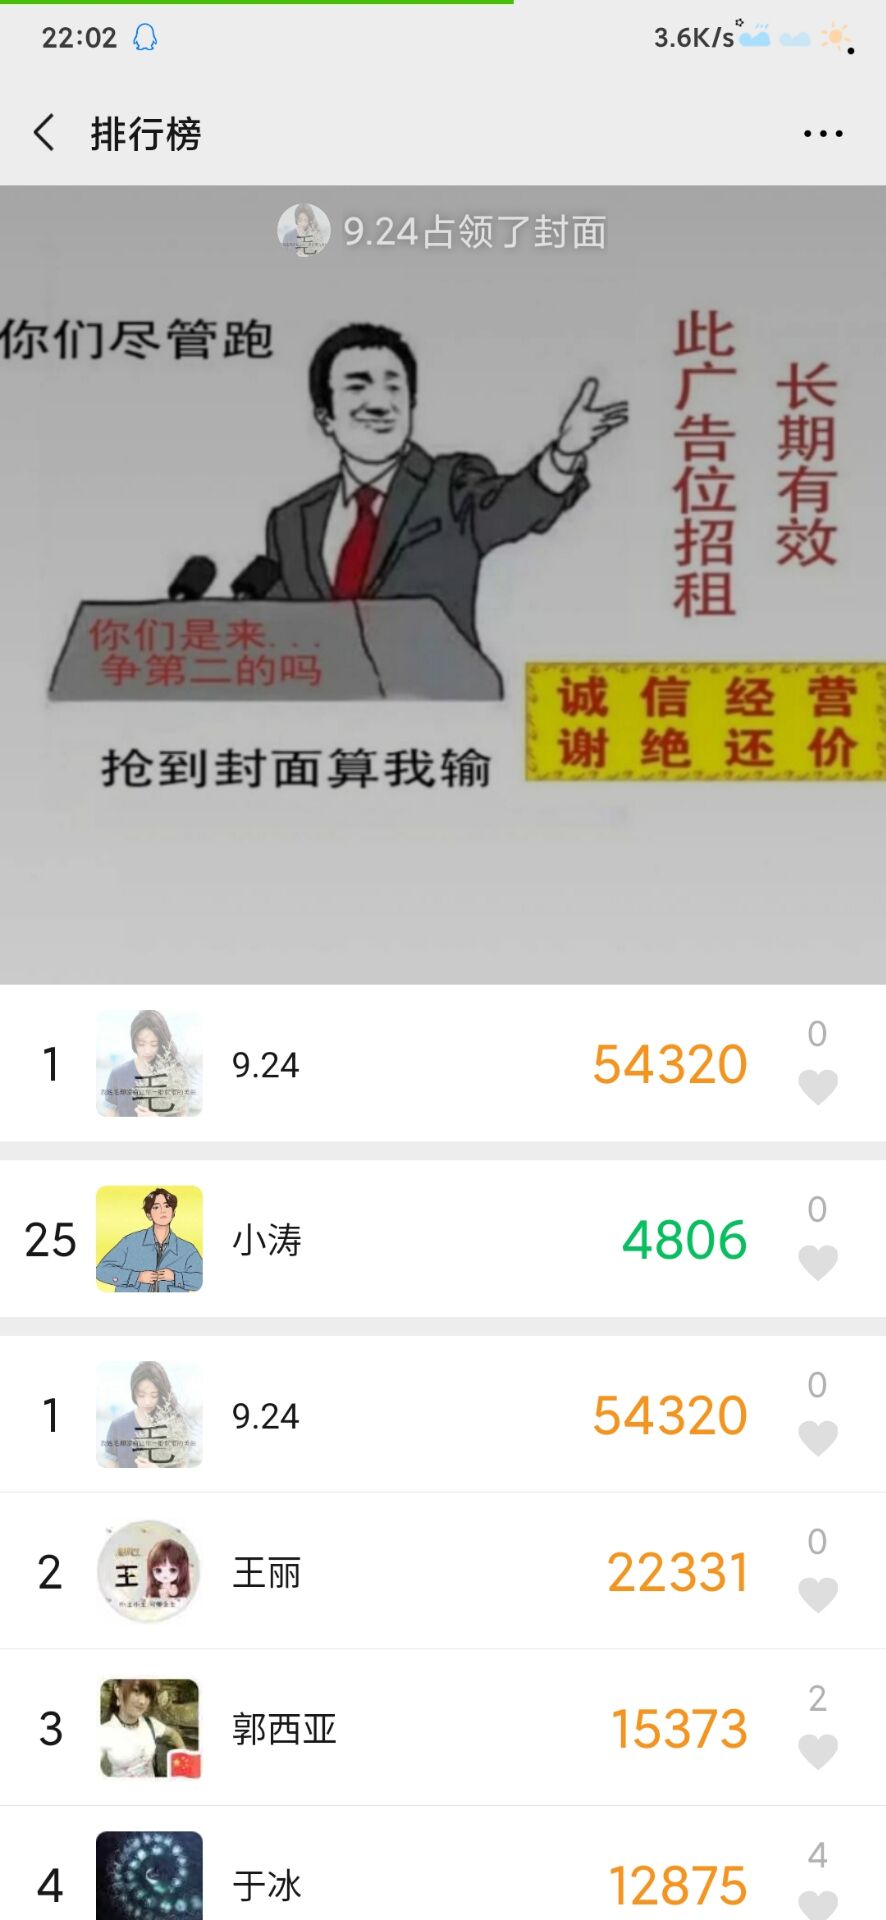 22:02
3.6K/s
排行榜
9.24占领了封面
你们尽管跑
此广告位招租
长期有效
你们是来...
争第二的吗
诚信经营
谢绝还价
抢到封面算我输
1
毛
9.24
54320
0
25
小涛
4806
0
1
毛
9.24
54320
0
2
王
王丽
22331
0
3
郭西亚
15373
2
4
于冰
12875
4